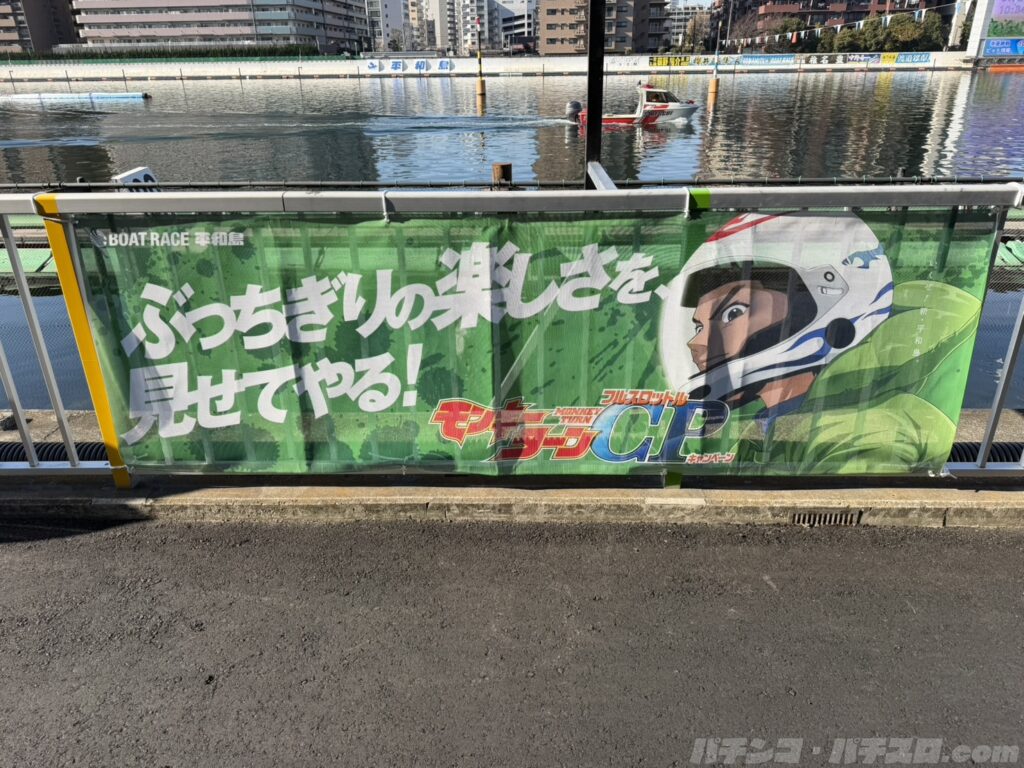 平和島
BOAT RACE 平和島
ぶっちぎりの楽しさを、
見せてやる!
モンキーターン
MONKEY TURN
フルスロットル
GP
キャンペーン
パチンコ・パチスロ.com